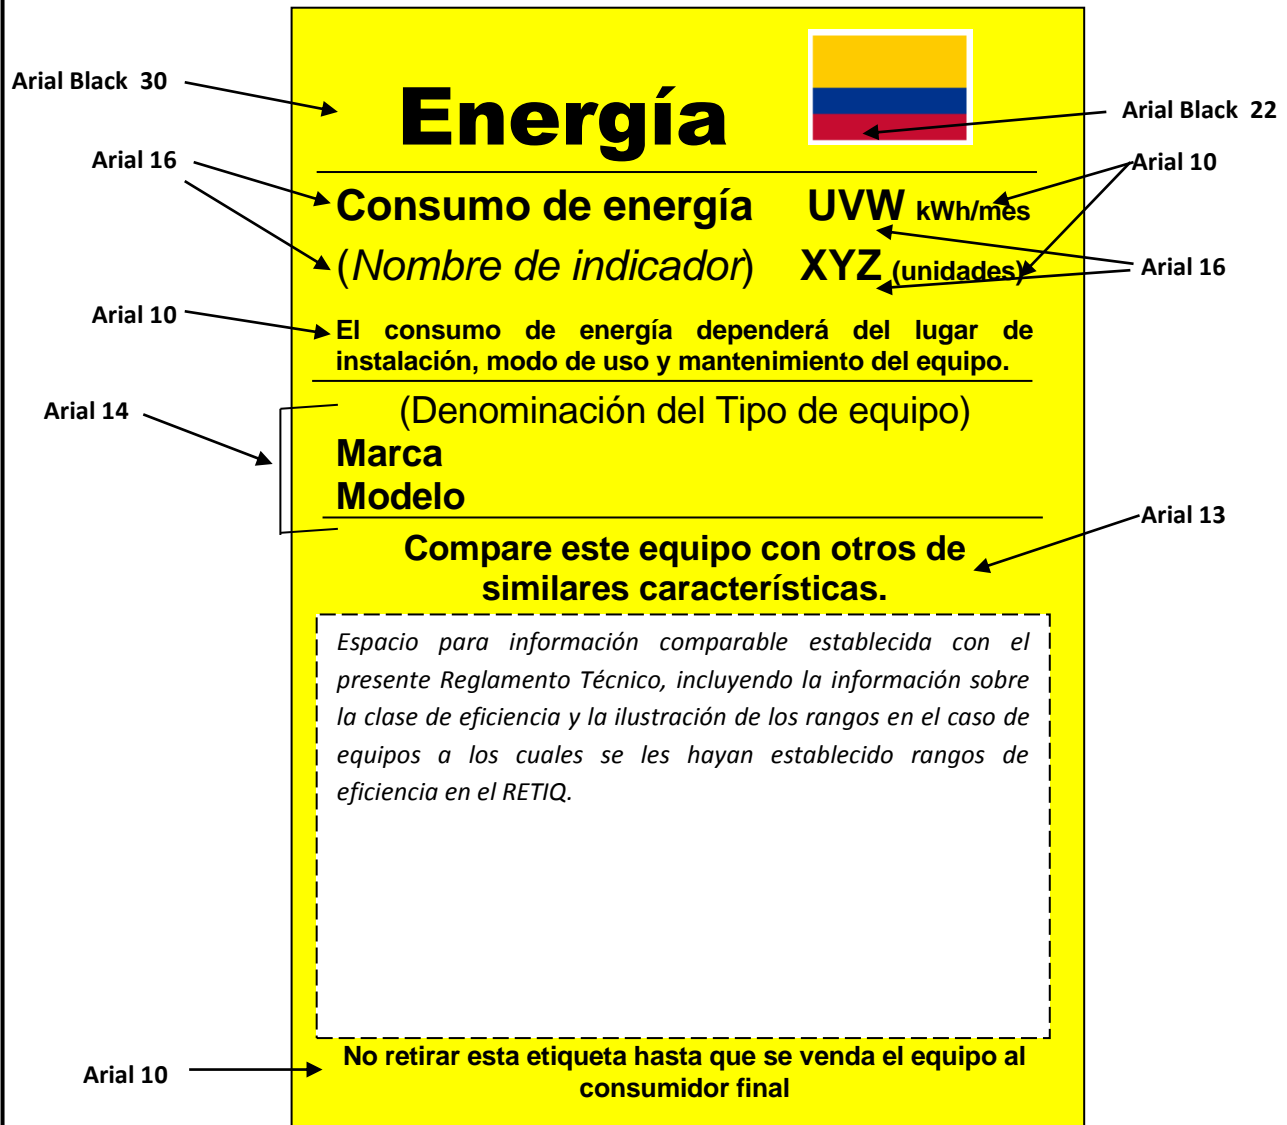 Arial Black 30
Energía
Arial Black 22
Arial 16
Arial 10
Consumo de energía UVW kWh/mes
(Nombre de indicador) XYZ (unidades)
Arial 16
Arial 10
El consumo de energía dependerá del lugar de
instalación, modo de uso y mantenimiento del equipo.
Arial 14
(Denominación del Tipo de equipo)
Marca
Modelo
Arial 13
Compare este equipo con otros de
similares características.
Espacio para información comparable establecida con el
presente Reglamento Técnico, incluyendo la información sobre
la clase de eficiencia y la ilustración de los rangos en el caso de
equipos a los cuales se les hayan establecido rangos de
eficiencia en el RETIQ.
No retirar esta etiqueta hasta que se venda el equipo al
consumidor final
Arial 10